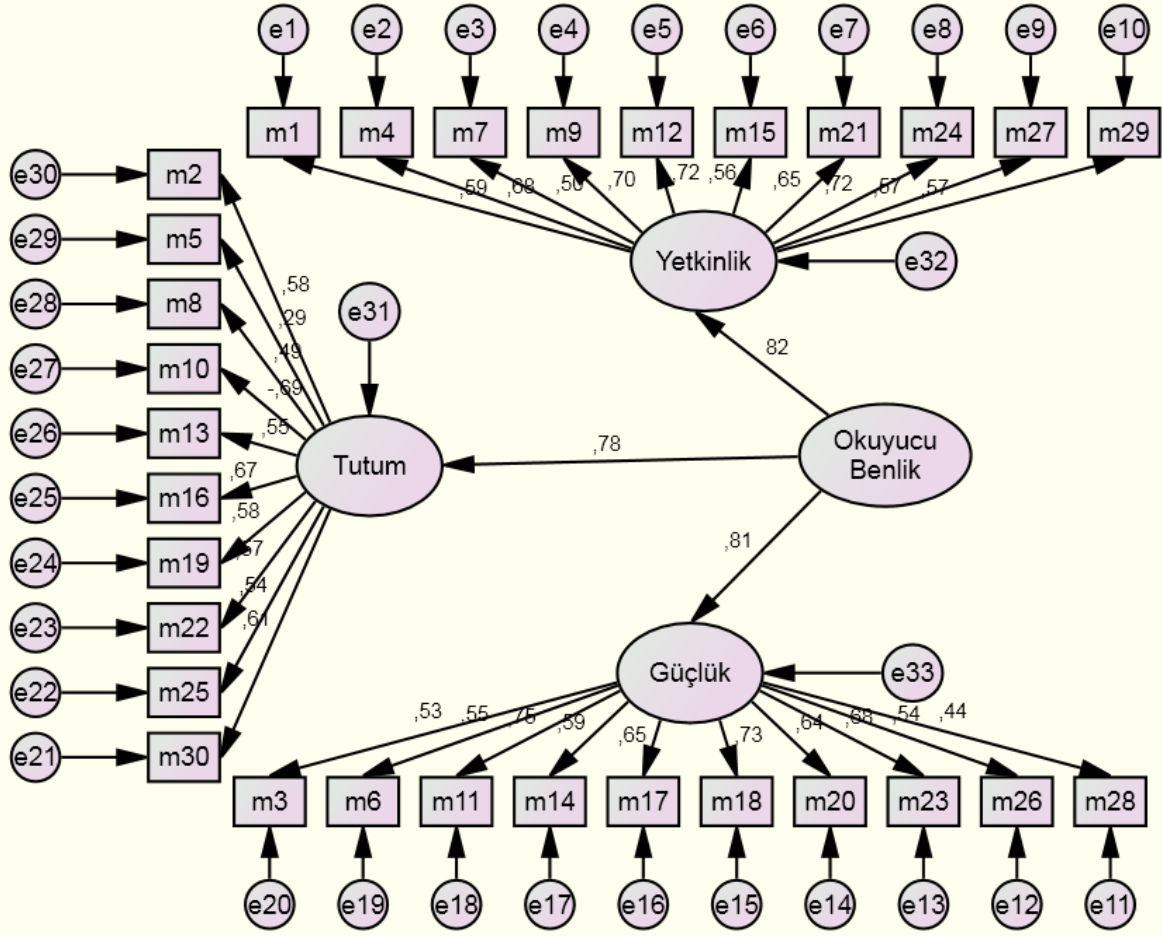 e1 e2 e3 e4 e5 e6 e7 e8 e9 e10
m1 m4 m7 m9 m12 m15 m21 m24 m27 m29
,59 ,68 ,50 ,70 ,72 ,56 ,65 ,72 ,57 ,57
Yetkinlik
e32
e30 m2
e29 m5
e28 m8
e27 m10
e26 m13
e25 m16
e24 m19
e23 m22
e22 m25
e21 m30
,58
,29
,49
-,69
,55
,67
,58
,57
,54
,61
e31
Tutum
82
,78
,81
Okuyucu
Benlik
Güçlük
e33
,53 ,55 ,75 ,59 ,65 ,73 ,64 ,68 ,54 ,44
m3 m6 m11 m14 m17 m18 m20 m23 m26 m28
e20 e19 e18 e17 e16 e15 e14 e13 e12 e11